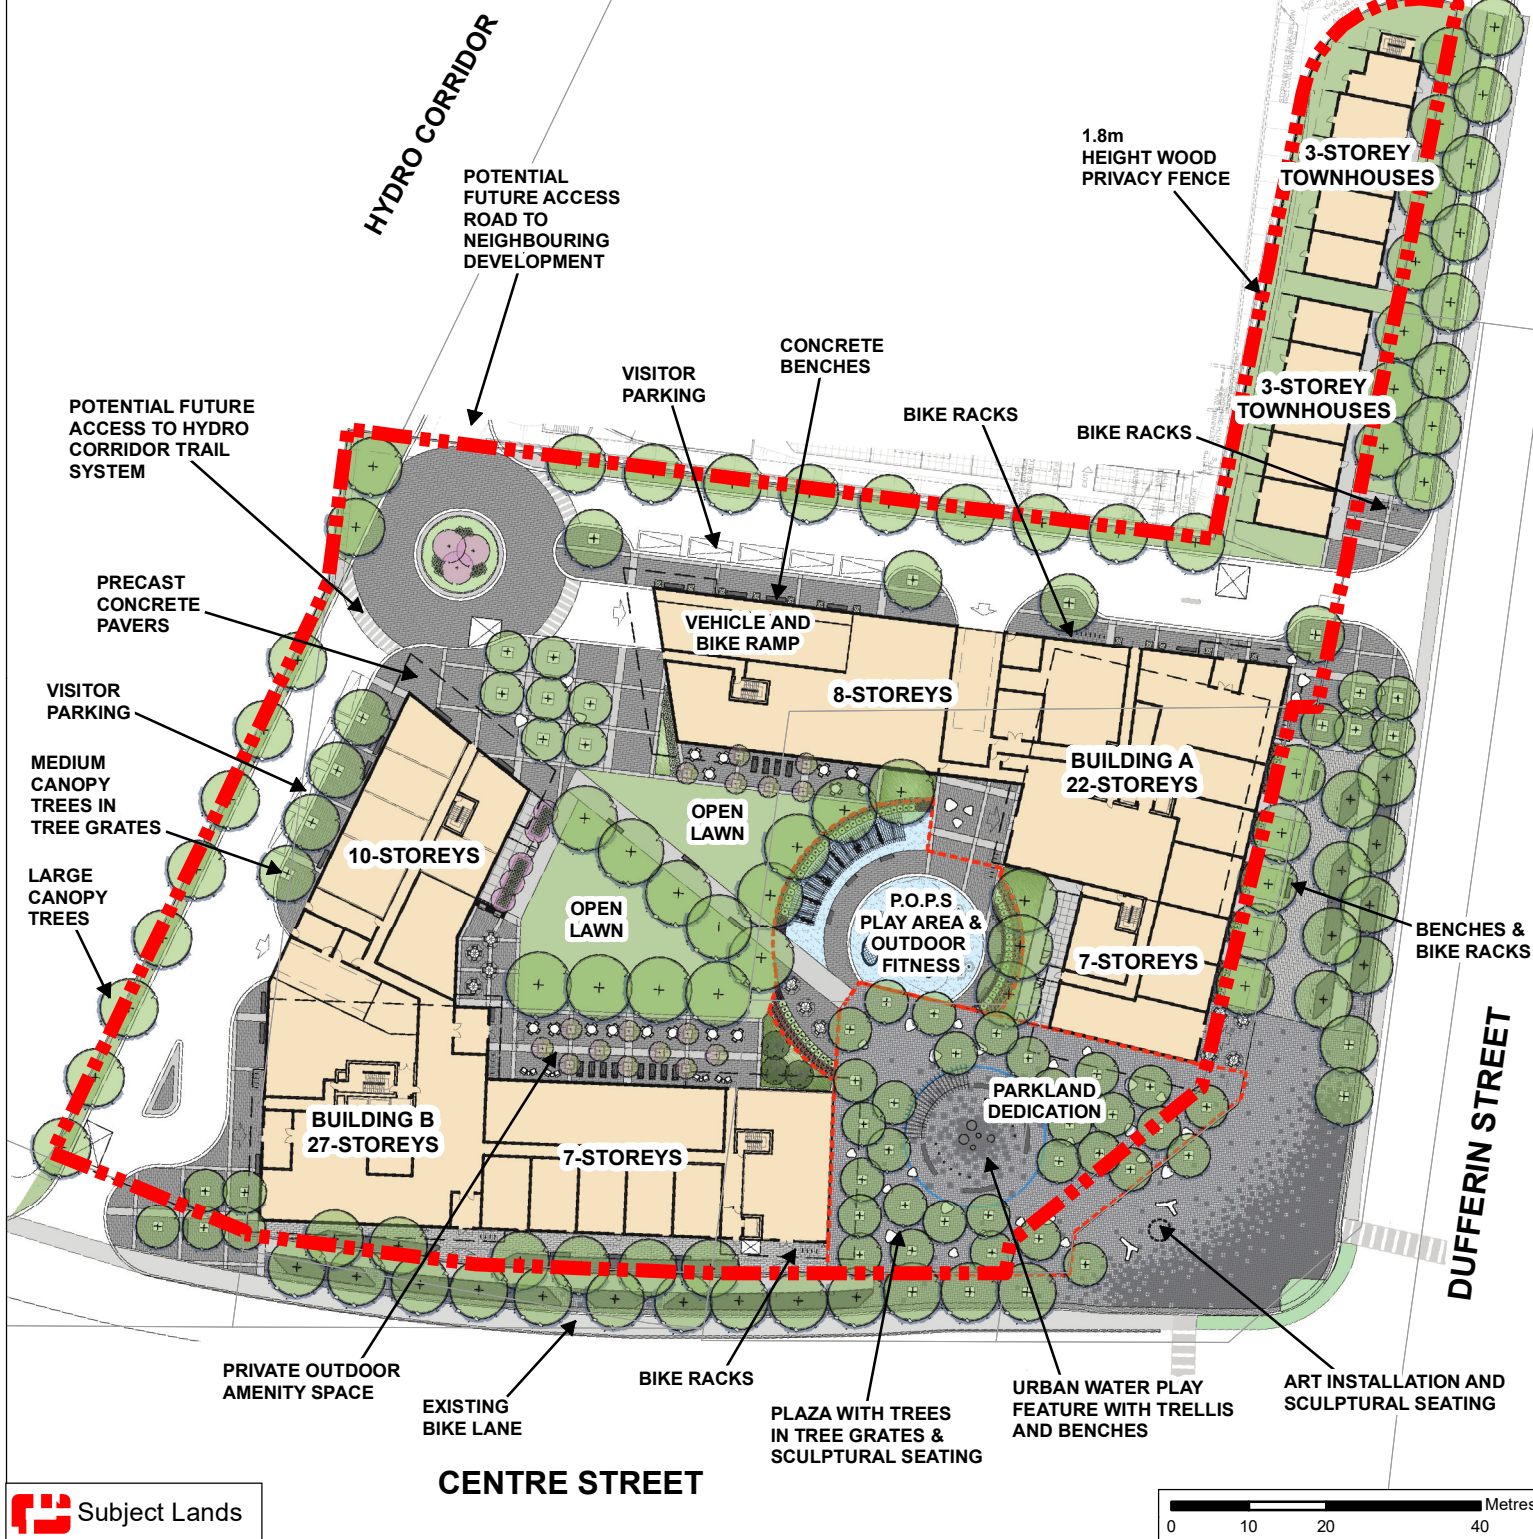 HYDRO CORRIDOR
POTENTIAL
FUTURE ACCESS
ROAD TO
NEIGHBOURING
DEVELOPMENT
1.8m
HEIGHT WOOD
PRIVACY FENCE
3-STOREY
TOWNHOUSES
CONCRETE
BENCHES
VISITOR
PARKING
BIKE RACKS
3-STOREY
TOWNHOUSES
BIKE RACKS
POTENTIAL FUTURE
ACCESS TO HYDRO
CORRIDOR TRAIL
SYSTEM
PRECAST
CONCRETE
PAVERS
VEHICLE AND
BIKE RAMP
8-STOREYS
VISITOR
PARKING
BUILDING A
22-STOREYS
MEDIUM
CANOPY
TREES IN
TREE GRATES
OPEN
LAWN
10-STOREYS
LARGE
CANOPY
TREES
OPEN
LAWN
P.O.P.S
PLAY AREA &
OUTDOOR
FITNESS
7-STOREYS
BENCHES &
BIKE RACKS
PARKLAND
DEDICATION
BUILDING B
27-STOREYS
7-STOREYS
DUFFERIN STREET
PRIVATE OUTDOOR
AMENITY SPACE
EXISTING
BIKE LANE
BIKE RACKS
PLAZA WITH TREES
IN TREE GRATES &
SCULPTURAL SEATING
URBAN WATER PLAY
FEATURE WITH TRELLIS
AND BENCHES
ART INSTALLATION AND
SCULPTURAL SEATING
CENTRE STREET
Subject Lands
Metres
0 10 20 40